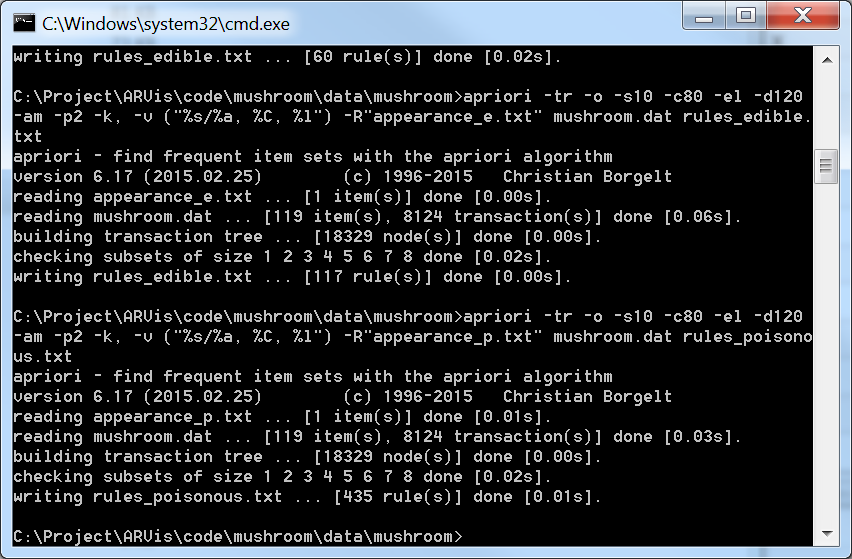 C:\Windows\system32\cmd.exe
writing rules_edible.txt ... [60 rule(s)] done [0.02s].
C:\Project\ARVis\code\mushroom\data\mushroom>apriori -tr -o -s10 -c80 -el -d120
-am -p2 -k, -v ("%s/%a, %C, %l") -R"appearance_e.txt" mushroom.dat rules_edible.
txt
apriori - find frequent item sets with the apriori algorithm
version 6.17 (2015.02.25)        (c) 1996-2015   Christian Borgelt
reading appearance_e.txt ... [1 item(s)] done [0.00s].
reading mushroom.dat ... [119 item(s), 8124 transaction(s)] done [0.06s].
building transaction tree ... [18329 node(s)] done [0.00s].
checking subsets of size 1 2 3 4 5 6 7 8 done [0.02s].
writing rules_edible.txt ... [117 rule(s)] done [0.00s].
C:\Project\ARVis\code\mushroom\data\mushroom>apriori -tr -o -s10 -c80 -el -d120
-am -p2 -k, -v ("%s/%a, %C, %l") -R"appearance_p.txt" mushroom.dat rules_poisono
us.txt
apriori - find frequent item sets with the apriori algorithm
version 6.17 (2015.02.25)        (c) 1996-2015   Christian Borgelt
reading appearance_p.txt ... [1 item(s)] done [0.01s].
reading mushroom.dat ... [119 item(s), 8124 transaction(s)] done [0.03s].
building transaction tree ... [18329 node(s)] done [0.00s].
checking subsets of size 1 2 3 4 5 6 7 8 done [0.02s].
writing rules_poisonous.txt ... [435 rule(s)] done [0.01s].
C:\Project\ARVis\code\mushroom\data\mushroom>